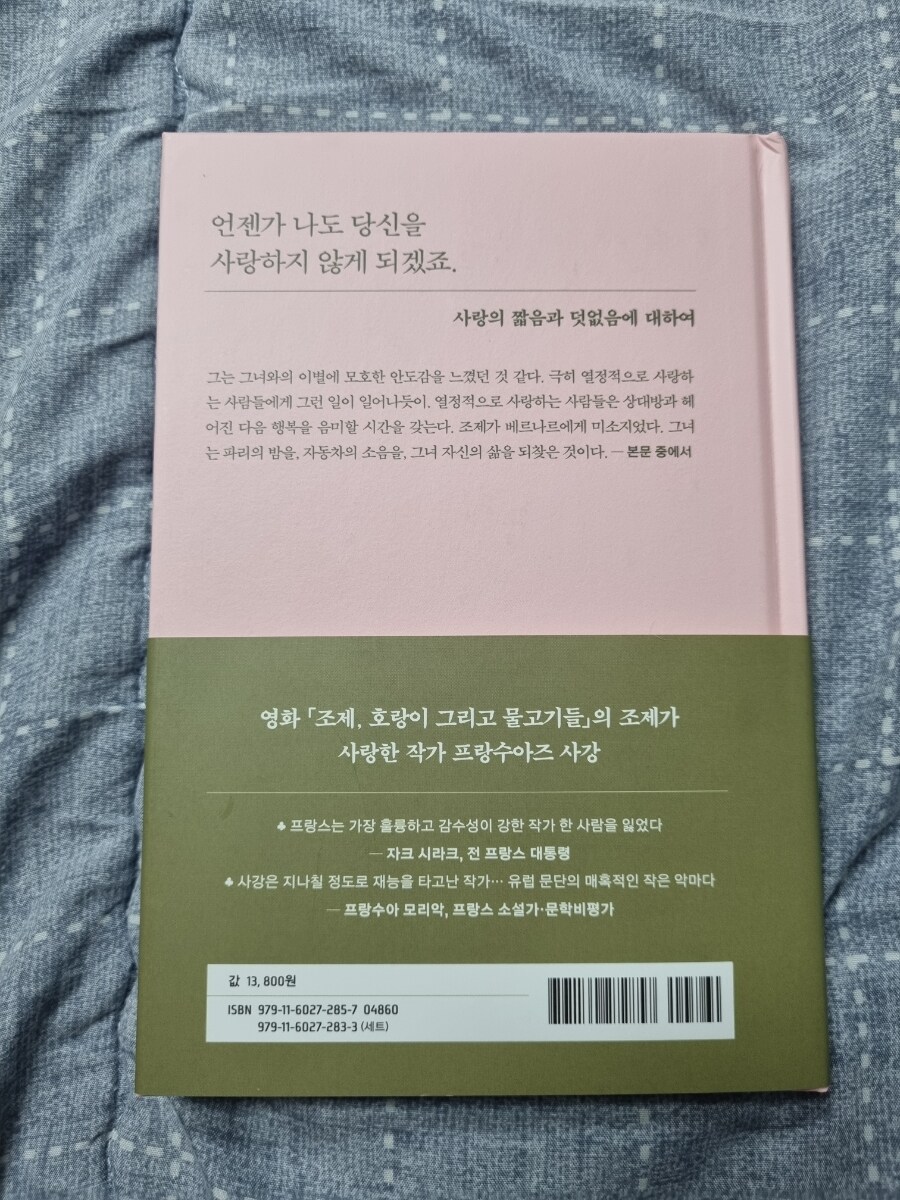 언젠가 나도 당신을
사랑하지 않게 되겠죠.
사랑의 짧음과 덧없음에 대하여
그는 그녀와의 이별에 모호한 안도감을 느꼈던 것 같다. 극히 열정적으로 사랑하
는 사람들에게 그런 일이 일어나듯이. 열정적으로 사랑하는 사람들은 상대방과 헤
어진 다음 행복을 음미할 시간을 갖는다. 조제가 베르나르에게 미소지었다. 그녀
는 파리의 밤을, 자동차의 소음을, 그녀 자신의 삶을 되찾은 것이다. ─ 본문 중에서
영화 「조제, 호랑이 그리고 물고기들」의 조제가
사랑한 작가 프랑수아즈 사강
♣ 프랑스는 가장 훌륭하고 감수성이 강한 작가 한 사람을 잃었다
─ 자크 시라크, 전 프랑스 대통령
♣ 사강은 지나칠 정도로 재능을 타고난 작가… 유럽 문단의 매혹적인 작은 악마다
─ 프랑수아 모리악, 프랑스 소설가·문학비평가
값 13,800원
ISBN 979-11-6027-285-7 04860
979-11-6027-283-3 (세트)